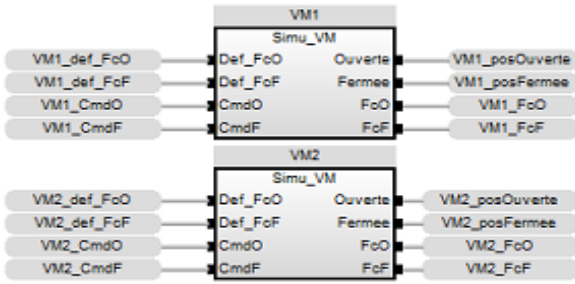 VM1
Simu_VM
VM1_def_FcO Def_FcO Ouverte VM1_posOuverte
VM1_def_FcF Def_FcF Fermee VM1_posFermee
VM1_CmdO CmdO FcO VM1_FcO
VM1_CmdF CmdF FcF VM1_FcF
VM2
Simu_VM
VM2_def_FcO Def_FcO Ouverte VM2_posOuverte
VM2_def_FcF Def_FcF Fermee VM2_posFermee
VM2_CmdO CmdO FcO VM2_FcO
VM2_CmdF CmdF FcF VM2_FcF